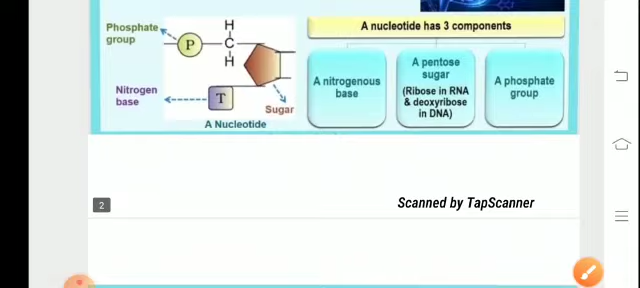 Phosphate
group
P
H
C
H
Nitrogen
base
T
Sugar
A Nucleotide
A nucleotide has 3 components
A nitrogenous
base
A pentose
sugar
(Ribose in RNA
& deoxyribose
in DNA)
A phosphate
group
2
Scanned by TapScanner